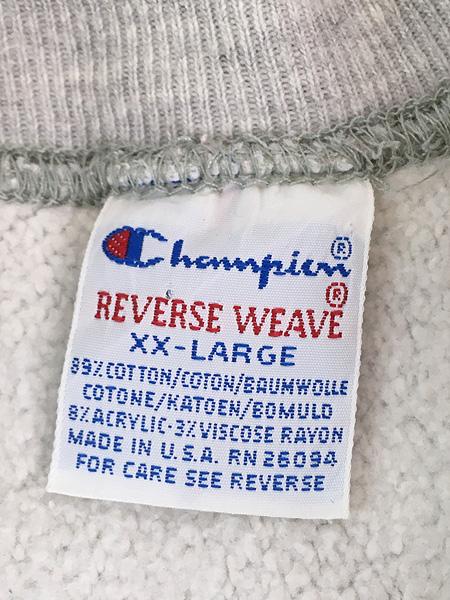 Champion®
REVERSE WEAVE®
XX-LARGE
89% COTTON/COTON/BAUMWOLLE
COTONE/KATOEN/BOMULD
8% ACRYLIC-3% VISCOSE RAYON
MADE IN U.S.A. RN 26094
FOR CARE SEE REVERSE